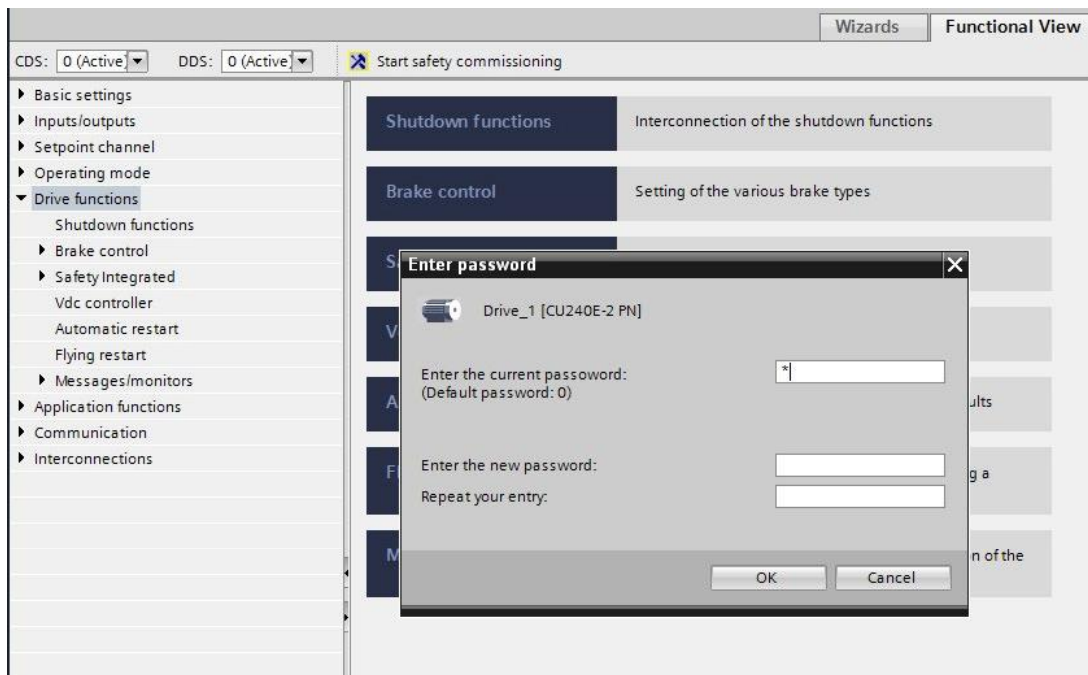 Wizards
Functional View
CDS: 0 (Active) DDS: 0 (Active) Start safety commissioning
Basic settings
Inputs/outputs
Setpoint channel
Operating mode
Drive functions
Shutdown functions
Brake control
Safety Integrated
Vdc controller
Automatic restart
Flying restart
Messages/monitors
Application functions
Communication
Interconnections
Shutdown functions Interconnection of the shutdown functions
Brake control Setting of the various brake types
Enter password
Drive_1 [CU240E-2 PN]
Enter the current passoword: *
(Default password: 0)
Enter the new password:
Repeat your entry:
OK Cancel
g a
n of the